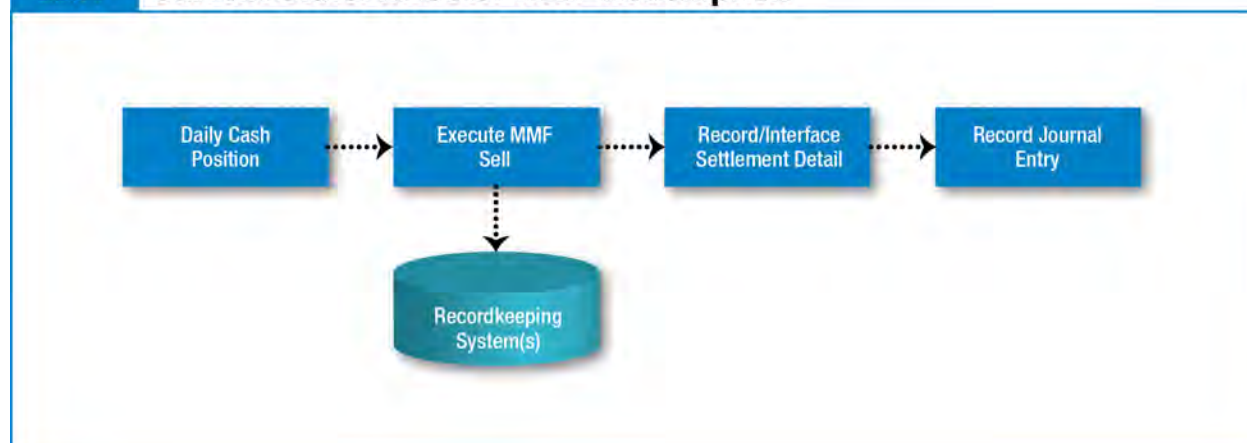 Daily Cash
Position
Execute MMF
Sell
Record/Interface
Settlement Detail
Record Journal
Entry
Recordkeeping
System(s)